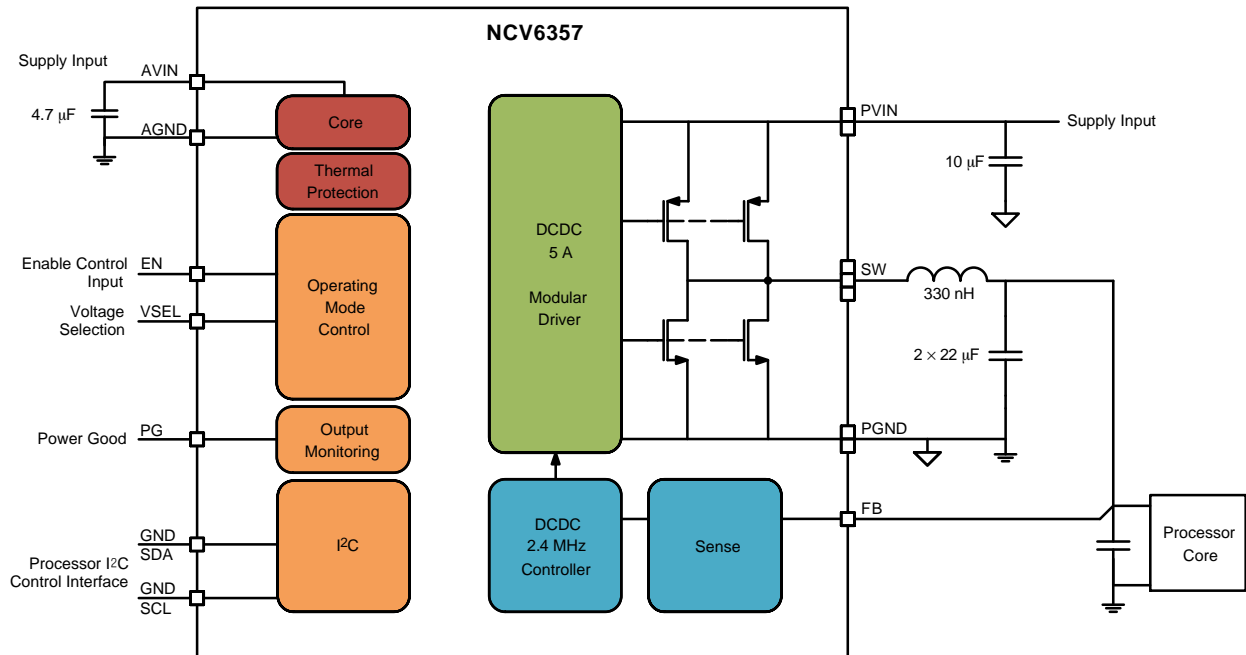 NCV6357
Supply Input
AVIN
4.7 μF
AGND
Core
Thermal
Protection
Enable Control
Input
EN
Voltage
Selection
VSEL
Operating
Mode
Control
Power Good
PG
Output
Monitoring
Processor I²C
Control Interface
GND
SDA
GND
SCL
I²C
DCDC
5 A
Modular
Driver
DCDC
2.4 MHz
Controller
Sense
PVIN
Supply Input
10 μF
SW
330 nH
2 × 22 μF
PGND
FB
Processor
Core